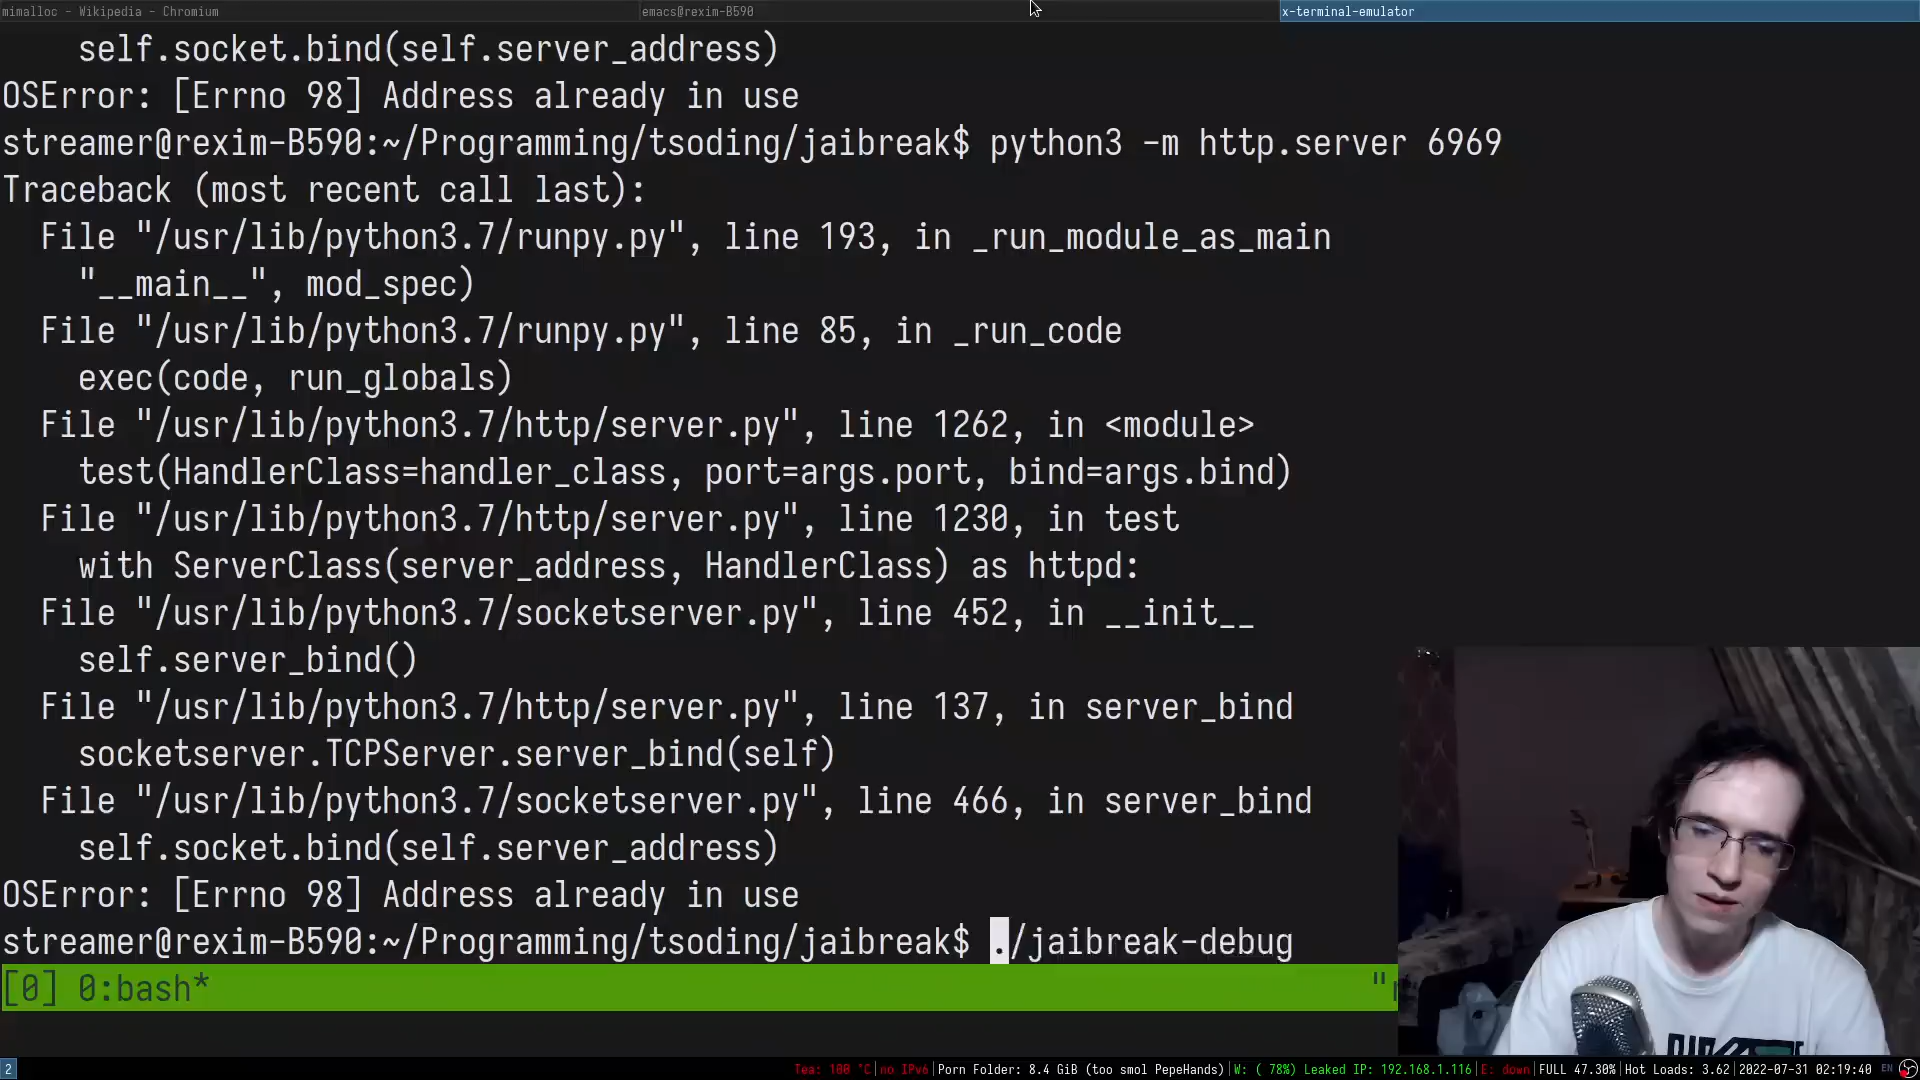 mimalloc - Wikipedia - Chromium
emacs@rexim-B590
x-terminal-emulator
self.socket.bind(self.server_address)
OSError: [Errno 98] Address already in use
streamer@rexim-B590:~/Programming/tsoding/jaibreak$ python3 -m http.server 6969
Traceback (most recent call last):
File "/usr/lib/python3.7/runpy.py", line 193, in _run_module_as_main
"__main__", mod_spec)
File "/usr/lib/python3.7/runpy.py", line 85, in _run_code
exec(code, run_globals)
File "/usr/lib/python3.7/http/server.py", line 1262, in <module>
test(HandlerClass=handler_class, port=args.port, bind=args.bind)
File "/usr/lib/python3.7/http/server.py", line 1230, in test
with ServerClass(server_address, HandlerClass) as httpd:
File "/usr/lib/python3.7/socketserver.py", line 452, in __init__
self.server_bind()
File "/usr/lib/python3.7/http/server.py", line 137, in server_bind
socketserver.TCPServer.server_bind(self)
File "/usr/lib/python3.7/socketserver.py", line 466, in server_bind
self.socket.bind(self.server_address)
OSError: [Errno 98] Address already in use
streamer@rexim-B590:~/Programming/tsoding/jaibreak$ ./jaibreak-debug
[0] 0:bash*
2
Tea: 100 °C|no IPv6|Porn Folder: 8.4 GiB (too smol PepeHands)|W: ( 78%) Leaked IP: 192.168.1.116|E: down|FULL 47.30%|Hot Loads: 3.62|2022-07-31 02:19:40 EN